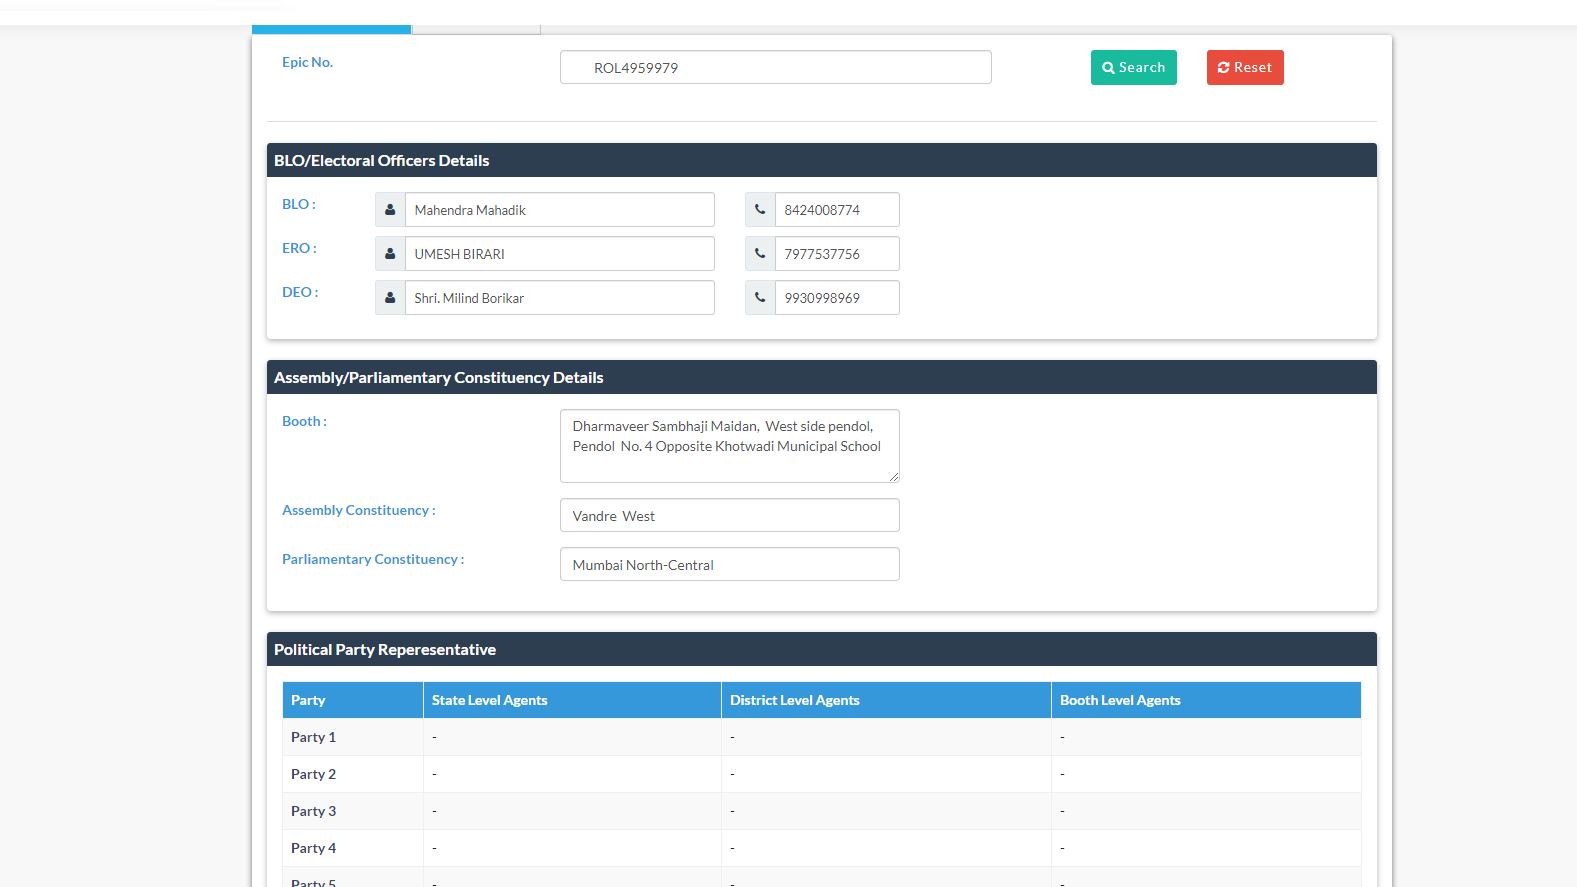 Epic No.
ROL4959979
Search
Reset
BLO/Electoral Officers Details
BLO :
Mahendra Mahadik
8424008774
ERO :
UMESH BIRARI
7977537756
DEO :
Shri. Milind Borikar
9930998969
Assembly/Parliamentary Constituency Details
Booth :
Dharmaveer Sambhaji Maidan,  West side pendol,
Pendol  No. 4 Opposite Khotwadi Municipal School
Assembly Constituency :
Vandre  West
Parliamentary Constituency :
Mumbai North-Central
Political Party Reperesentative
Party State Level Agents District Level Agents Booth Level Agents
Party 1 - - -
Party 2 - - -
Party 3 - - -
Party 4 - - -
Party 5 - - -